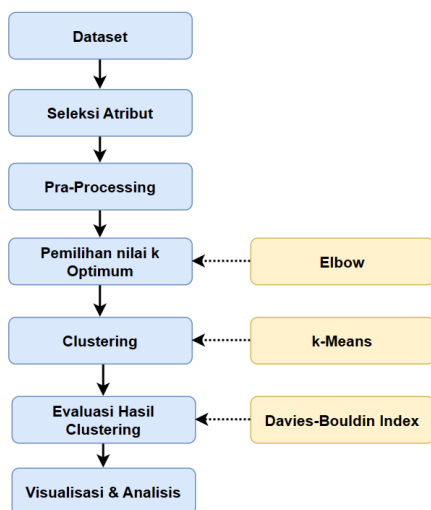 Dataset
Seleksi Atribut
Pra-Processing
Pemilihan nilai k
Optimum
Elbow
Clustering
k-Means
Evaluasi Hasil
Clustering
Davies-Bouldin Index
Visualisasi & Analisis